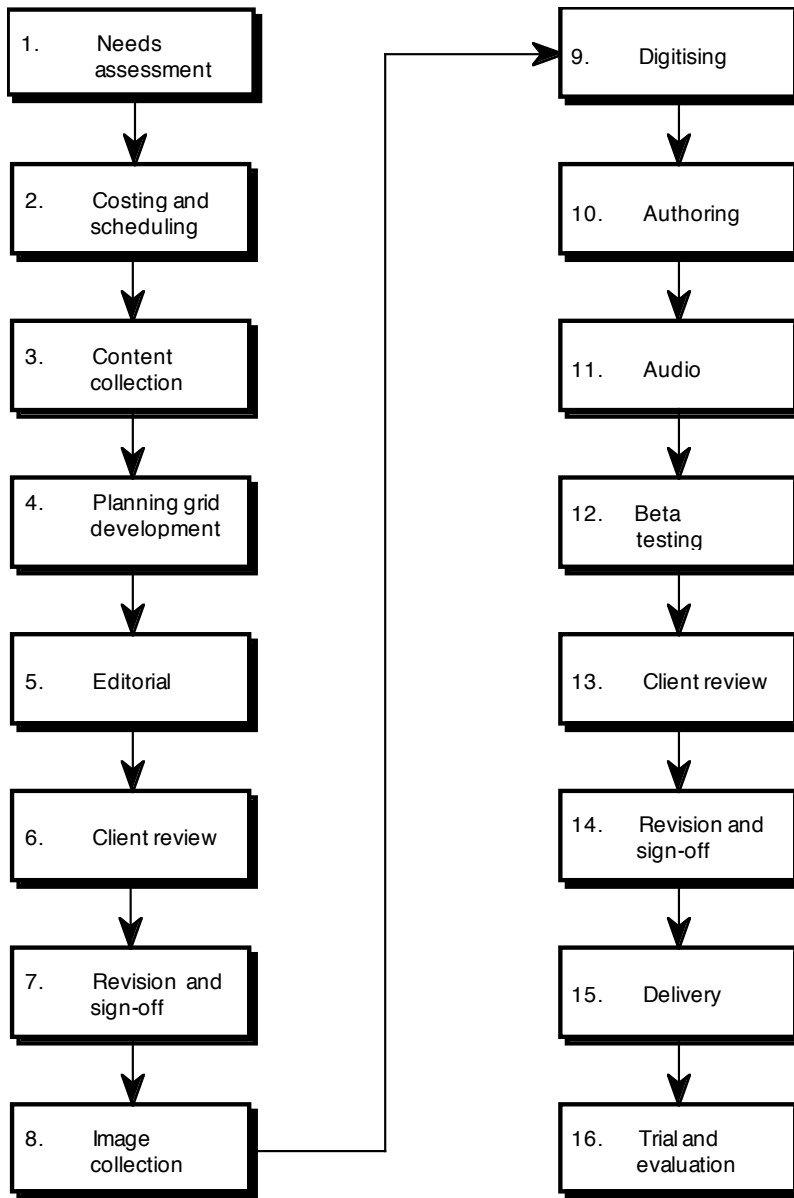 1. Needs
assessment
2. Costing and
scheduling
3. Content
collection
4. Planning grid
development
5. Editorial
6. Client review
7. Revision and
sign-off
8. Image
collection
9. Digitising
10. Authoring
11. Audio
12. Beta
testing
13. Client review
14. Revision and
sign-off
15. Delivery
16. Trial and
evaluation